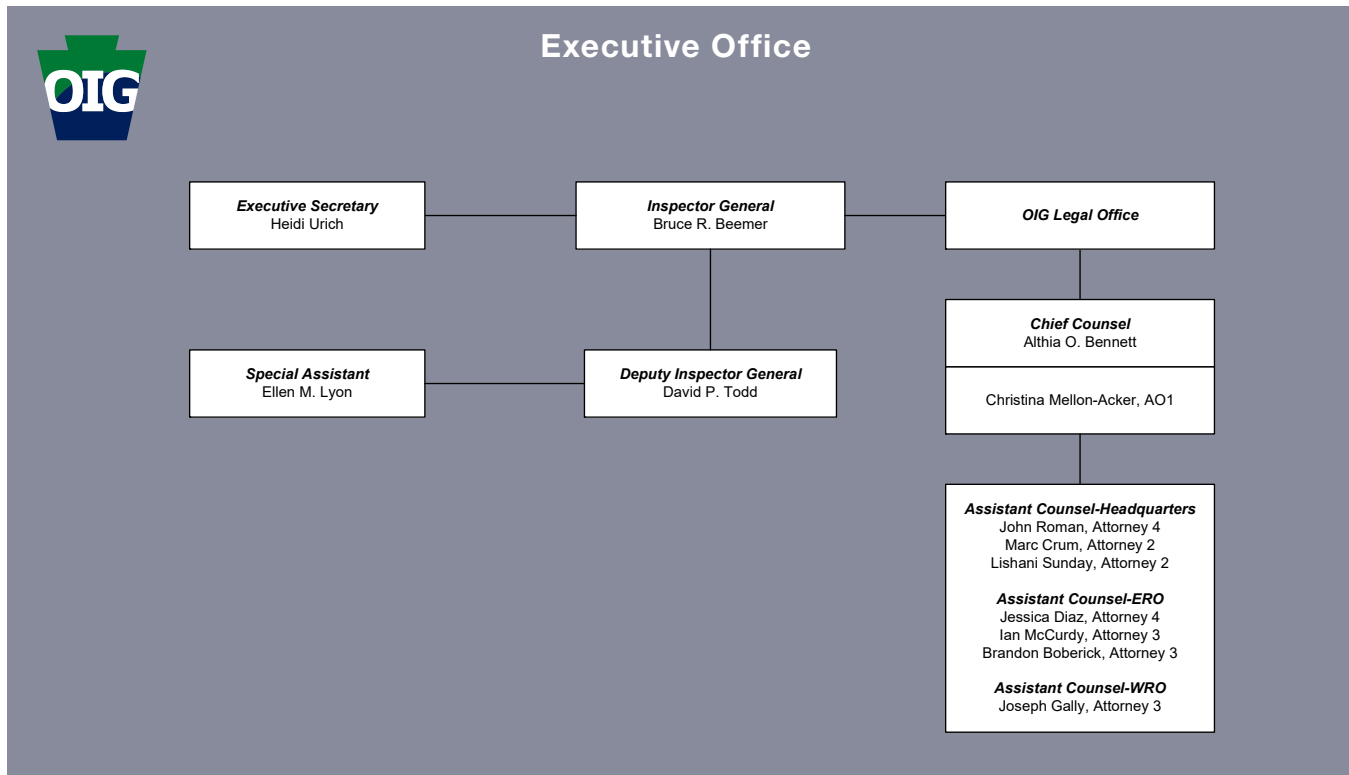 Executive Office
OIG
Executive Secretary
Heidi Urich
Inspector General
Bruce R. Beemer
OIG Legal Office
Chief Counsel
Althia O. Bennett
Christina Mellon-Acker, AO1
Special Assistant
Ellen M. Lyon
Deputy Inspector General
David P. Todd
Assistant Counsel-Headquarters
John Roman, Attorney 4
Marc Crum, Attorney 2
Lishani Sunday, Attorney 2
Assistant Counsel-ERO
Jessica Diaz, Attorney 4
Ian McCurdy, Attorney 3
Brandon Boberick, Attorney 3
Assistant Counsel-WRO
Joseph Gally, Attorney 3